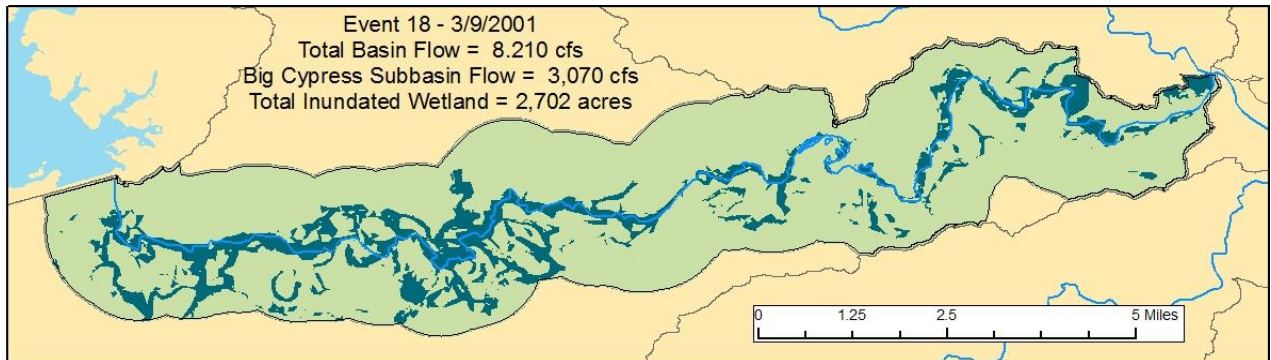 Event 18 - 3/9/2001
Total Basin Flow = 8.210 cfs
Big Cypress Subbasin Flow = 3,070 cfs
Total Inundated Wetland = 2,702 acres
0 1.25 2.5 5 Miles